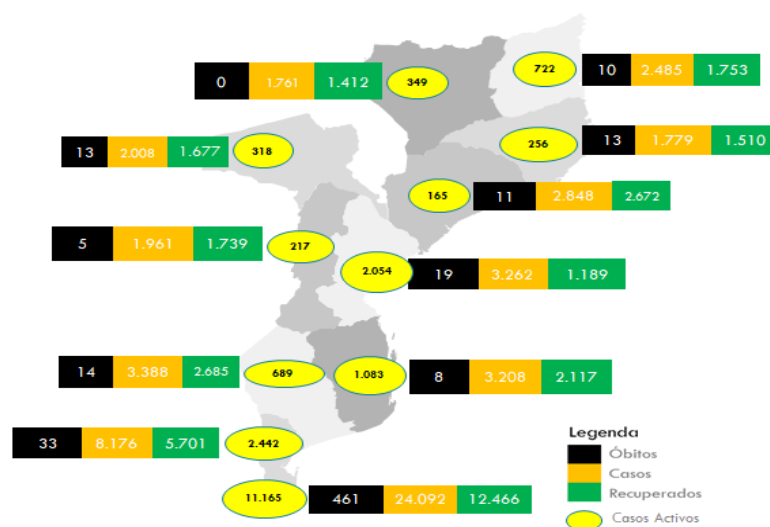 722 10 2.485 1.753
0 1.761 1.412 349
256 13 1.779 1.510
13 2.008 1.677 318
165 11 2.848 2.672
5 1.961 1.739 217
2.054 19 3.262 1.189
14 3.388 2.685 689
1.083 8 3.208 2.117
33 8.176 5.701 2.442
11.165 461 24.092 12.466
Legenda
Óbitos
Casos
Recuperados
Casos Activos